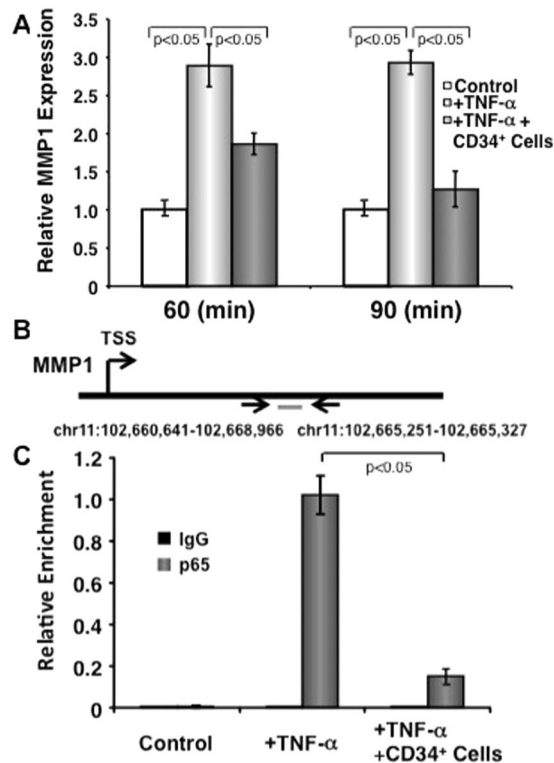 A
Relative MMP1 Expression
3.5
3.0
2.5
2.0
1.5
1.0
0.5
0
p<0.05 p<0.05
p<0.05 p<0.05
Control
+TNF-α
+TNF-α +
CD34⁺ Cells
60 (min)
90 (min)
B
TSS
MMP1
chr11:102,660,641-102,668,966
chr11:102,665,251-102,665,327
C
Relative Enrichment
1.2
1.0
0.8
0.6
0.4
0.2
0
p<0.05
IgG
p65
Control
+TNF-α
+TNF-α
+CD34⁺ Cells